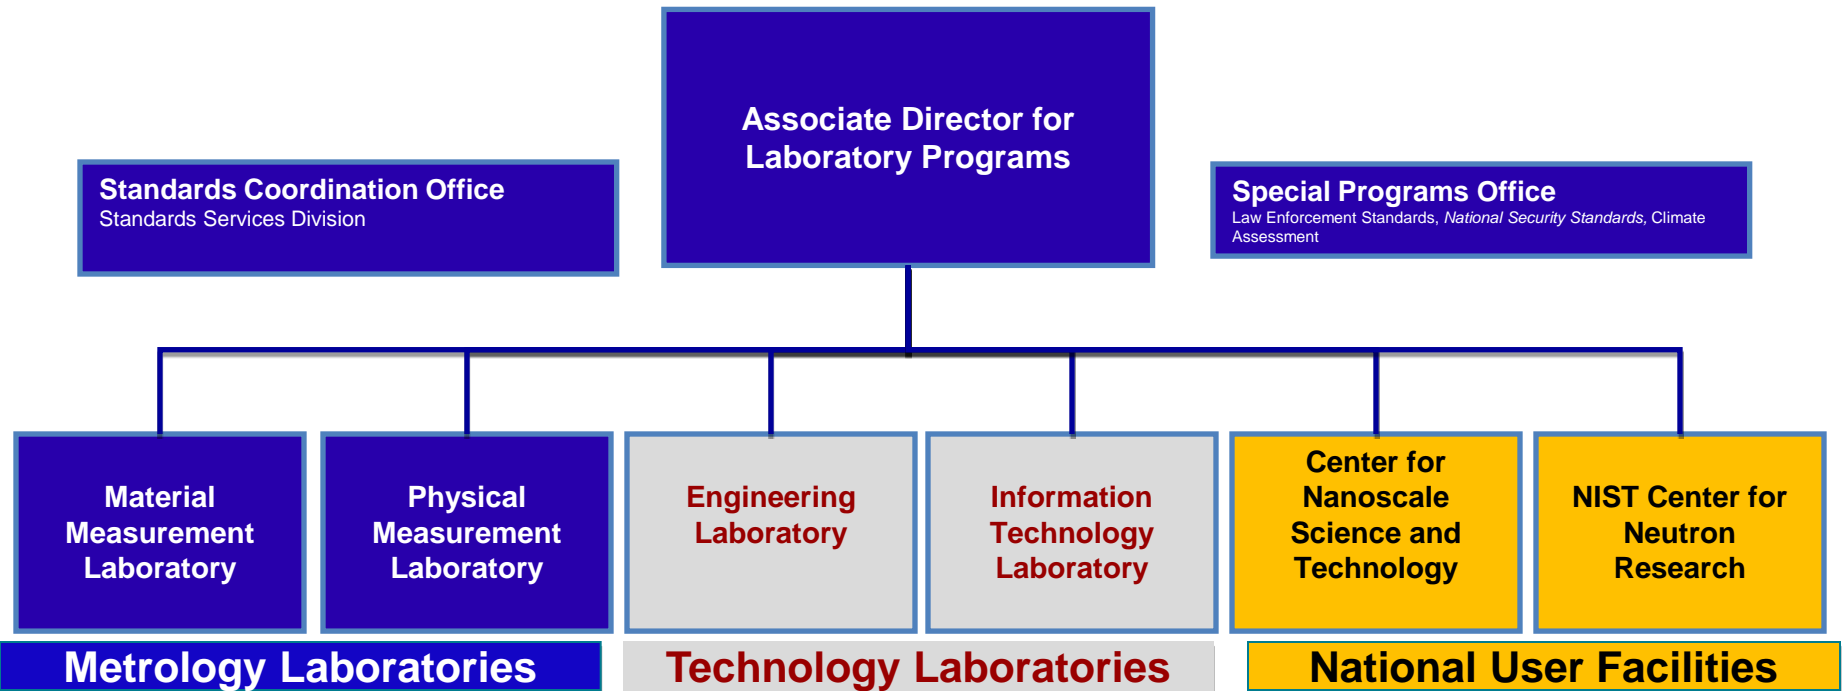 Associate Director for
Laboratory Programs
Standards Coordination Office
Standards Services Division
Special Programs Office
Law Enforcement Standards, National Security Standards, Climate
Assessment
Material
Measurement
Laboratory
Physical
Measurement
Laboratory
Engineering
Laboratory
Information
Technology
Laboratory
Center for
Nanoscale
Science and
Technology
NIST Center for
Neutron
Research
Metrology Laboratories
Technology Laboratories
National User Facilities